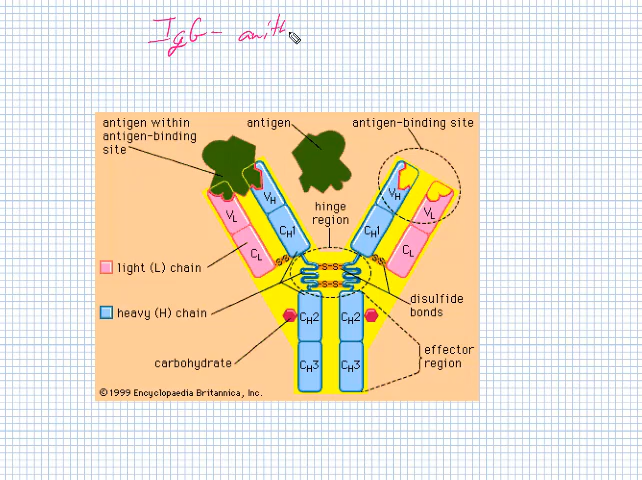 IgG - anith
antigen within
antigen-binding
site
antigen
antigen-binding site
hinge
region
VL
VH
VH
VL
CH1
CH1
CL
CL
s-s
s-s
s-s
s-s
light (L) chain
heavy (H) chain
disulfide
bonds
CH2
CH2
carbohydrate
effector
region
CH3
CH3
©1999 Encyclopaedia Britannica, Inc.